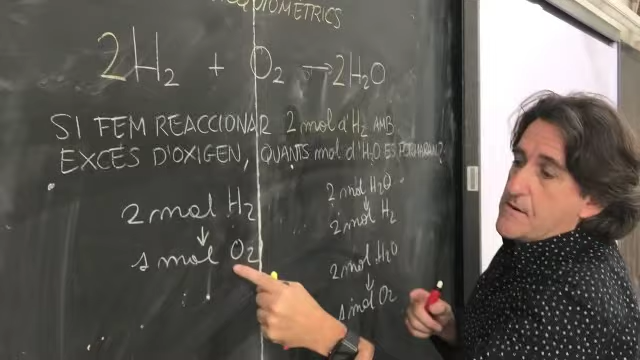 2H₂ + O₂ → 2H₂O
SI FEM REACCIONAR 2 mol d'H₂ AMB
EXCÉS D'OXIGEN, QUANTS mol d'H₂O ES FORMARAN?
2 mol H₂
↓
1 mol O₂
2 mol H₂O
↓
2 mol H₂
2 mol H₂O
↓
1 mol O₂